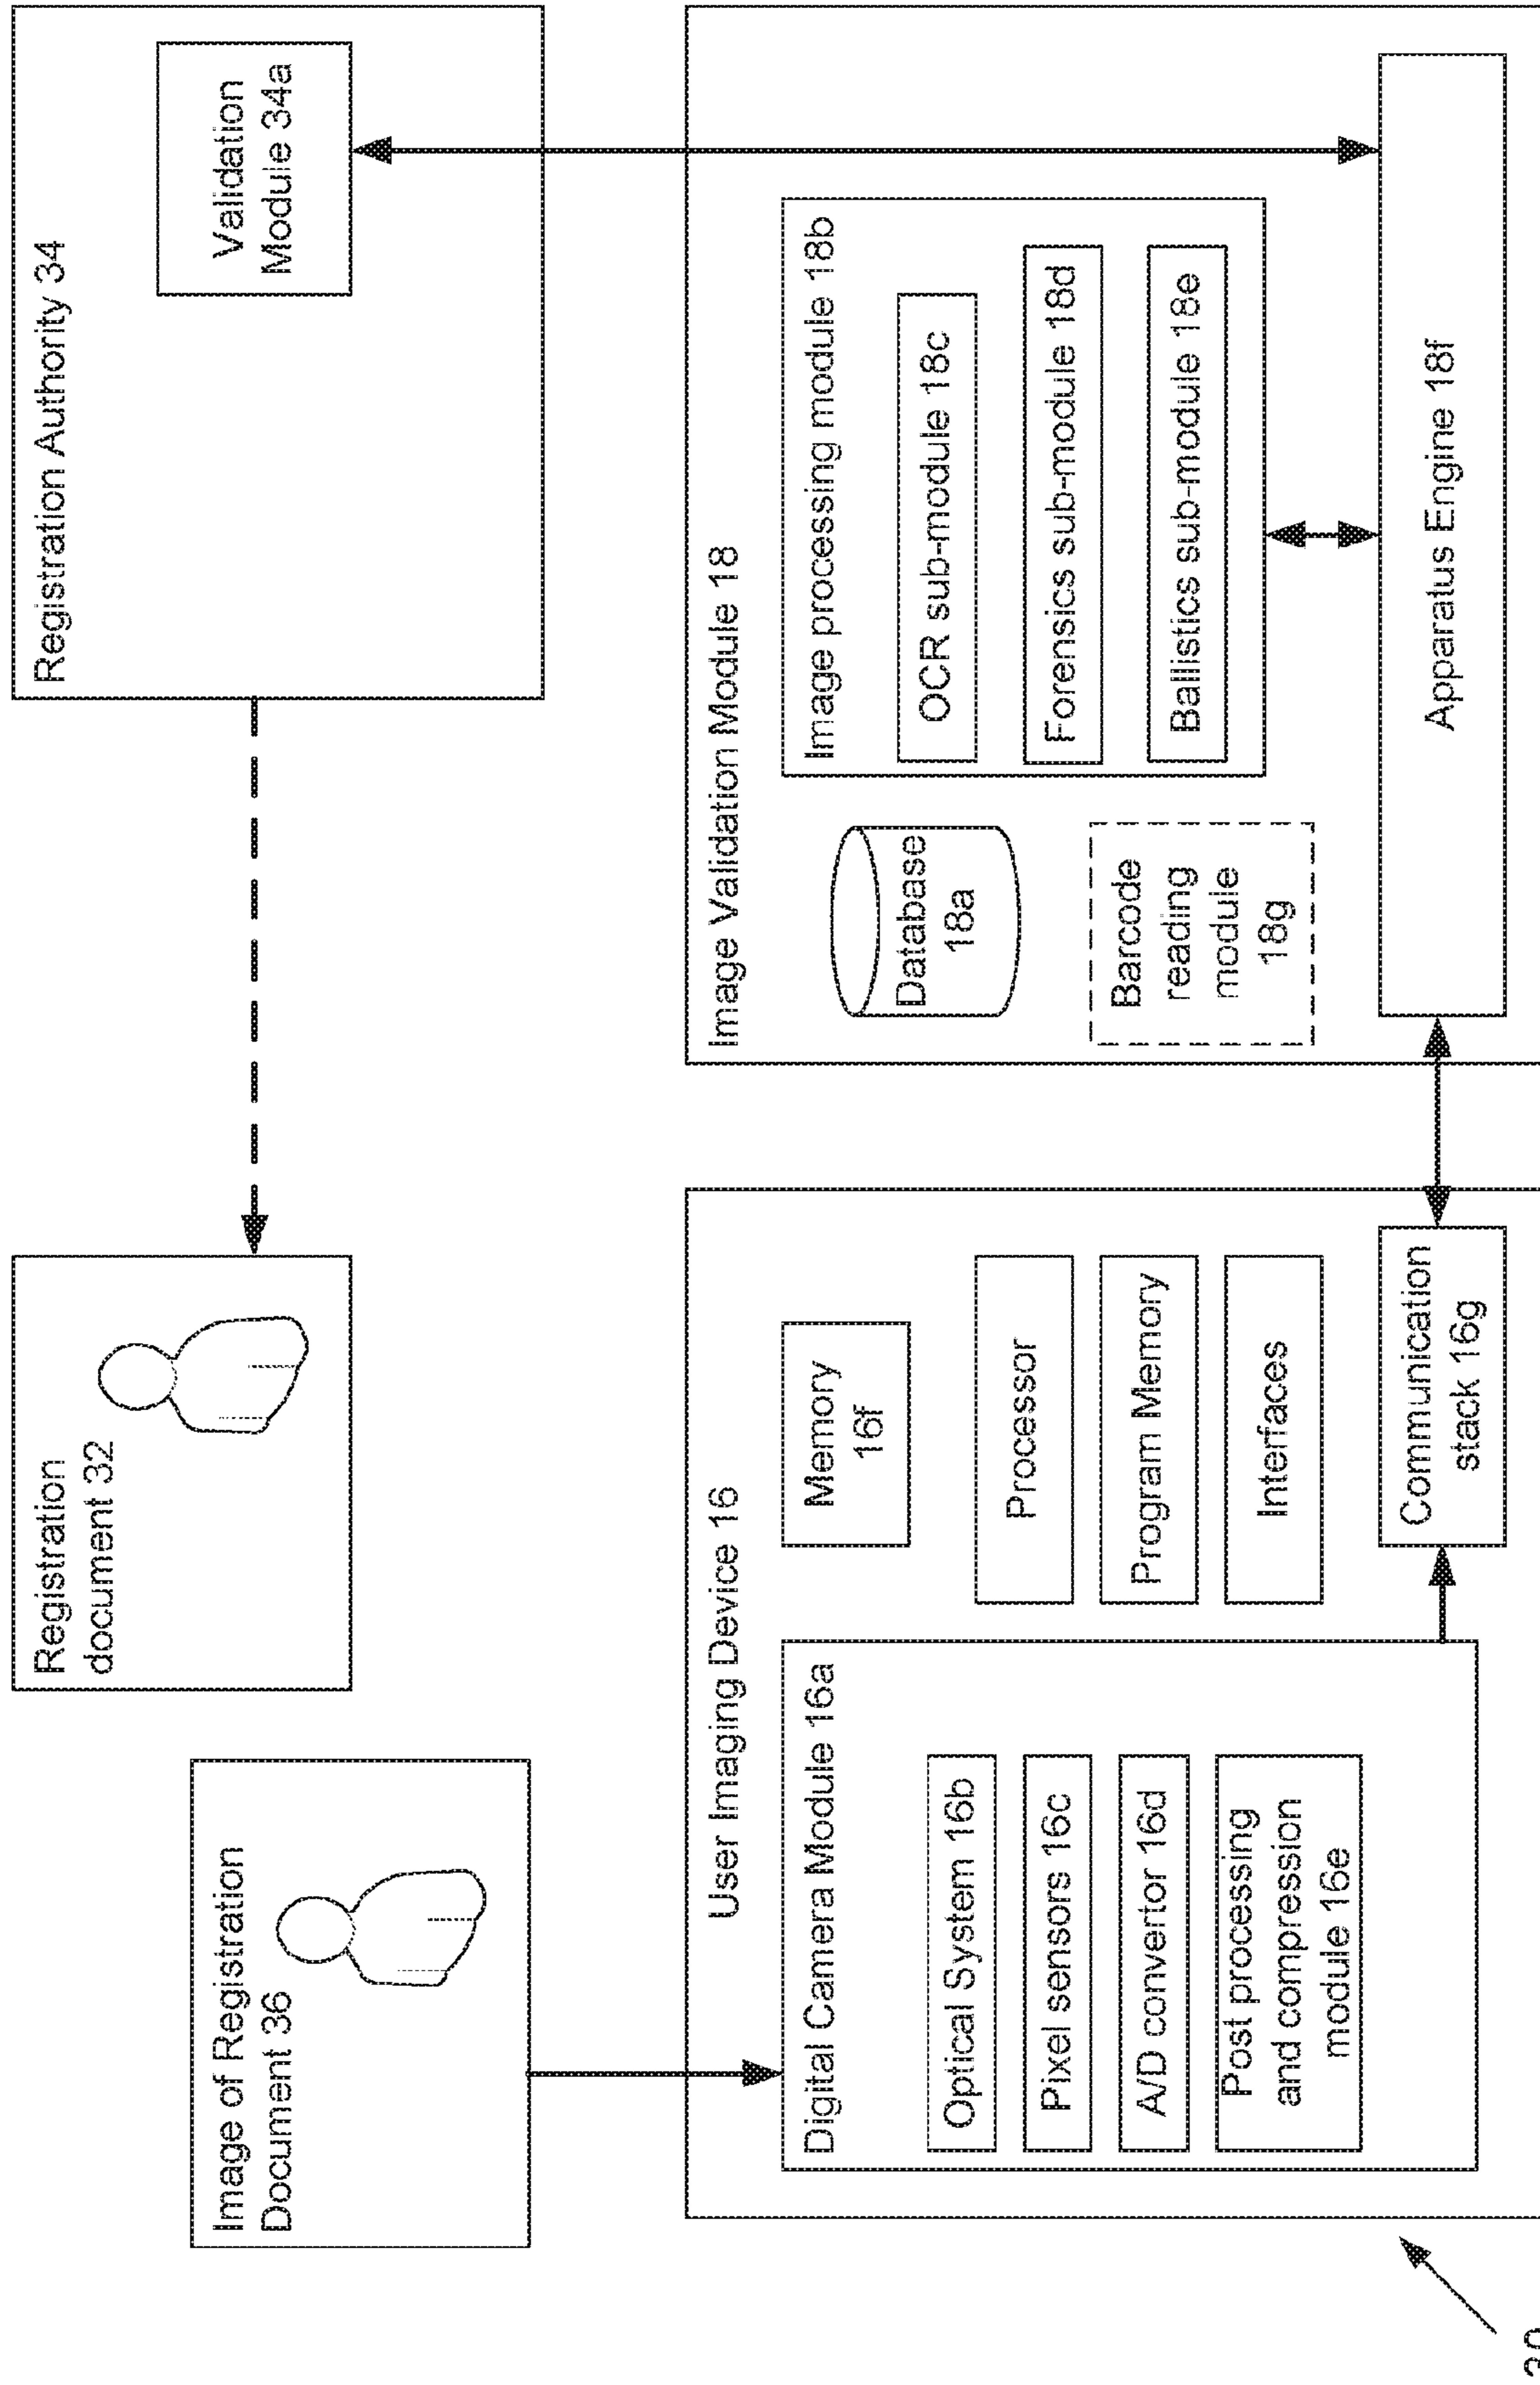 Image of Registration
Document 36
Registration
document 32
Registration Authority 34
Validation
Module 34a
User Imaging Device 16
Digital Camera Module 16a
Optical System 16b
Pixel sensors 16c
A/D convertor 16d
Post processing
and compression
module 16e
Memory
16f
Processor
Program Memory
Interfaces
Communication
stack 16g
Image Validation Module 18
Database
18a
Barcode
reading
module
18g
Image processing module 18b
OCR sub-module 18c
Forensics sub-module 18d
Ballistics sub-module 18e
Apparatus Engine 18f